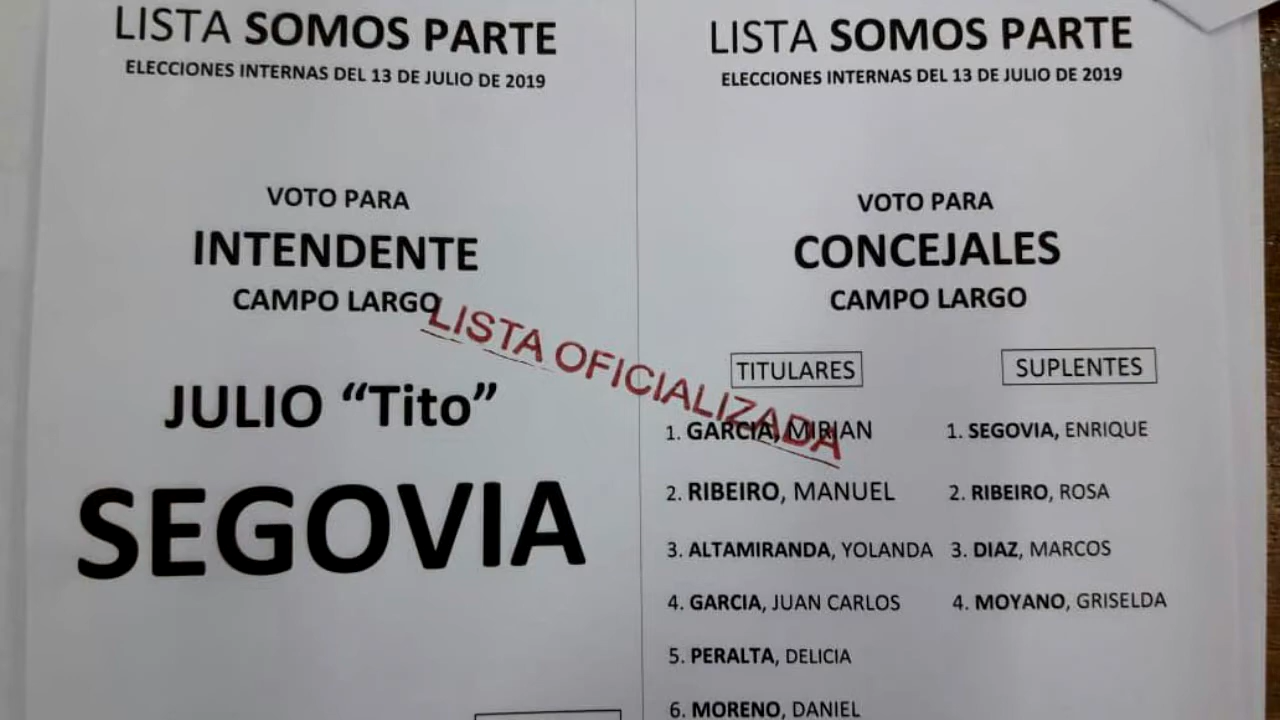 LISTA SOMOS PARTE
ELECCIONES INTERNAS DEL 13 DE JULIO DE 2019
VOTO PARA
INTENDENTE
CAMPO LARGO
JULIO “Tito”
SEGOVIA
LISTA OFICIALIZADA
LISTA SOMOS PARTE
ELECCIONES INTERNAS DEL 13 DE JULIO DE 2019
VOTO PARA
CONCEJALES
CAMPO LARGO
TITULARES
1. GARCIA, MIRIAN
2. RIBEIRO, MANUEL
3. ALTAMIRANDA, YOLANDA
4. GARCIA, JUAN CARLOS
5. PERALTA, DELICIA
6. MORENO, DANIEL
SUPLENTES
1. SEGOVIA, ENRIQUE
2. RIBEIRO, ROSA
3. DIAZ, MARCOS
4. MOYANO, GRISELDA